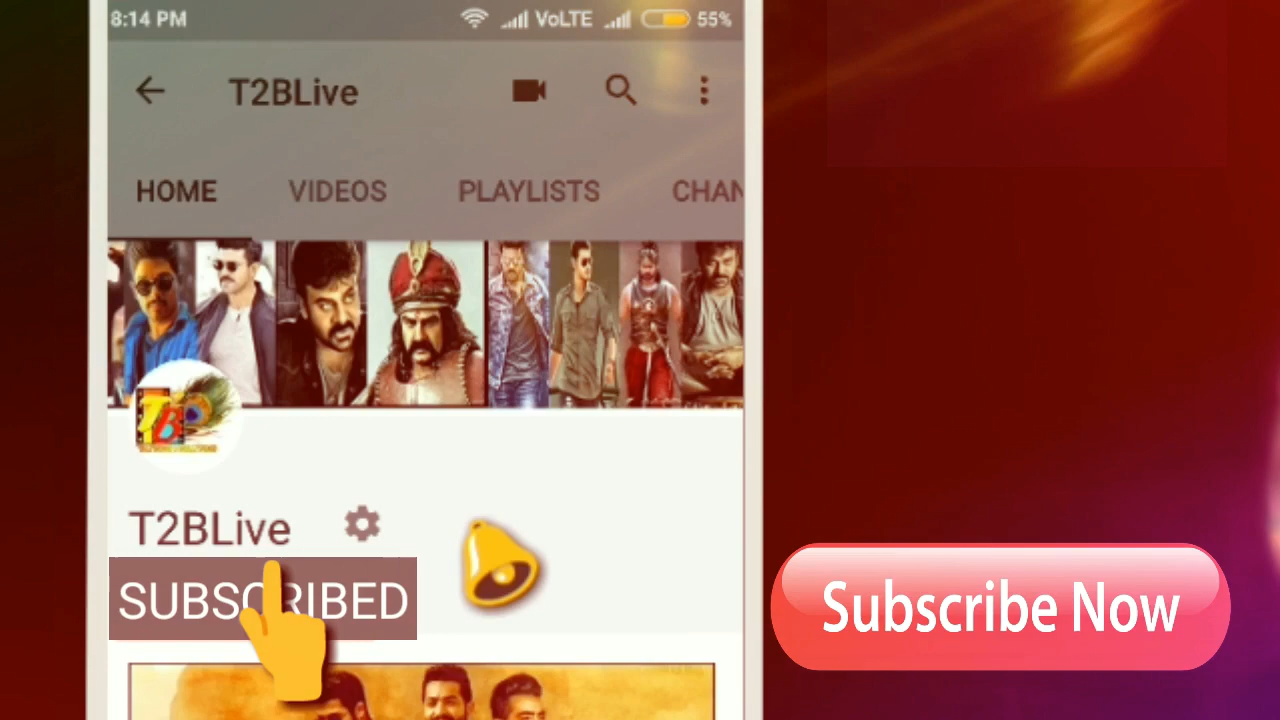 8:14 PM VoLTE 55%
T2BLive
HOME VIDEOS PLAYLISTS CHAN
T B
T2BLive
SUBSCRIBED
Subscribe Now